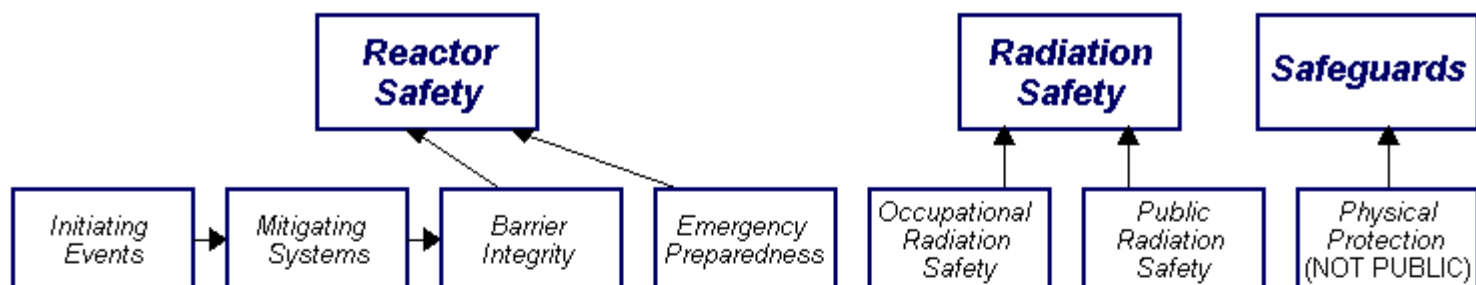 Reactor
Safety
Radiation
Safety
Safeguards
Initiating
Events
Mitigating
Systems
Barrier
Integrity
Emergency
Preparedness
Occupational
Radiation
Safety
Public
Radiation
Safety
Physical
Protection
(NOT PUBLIC)